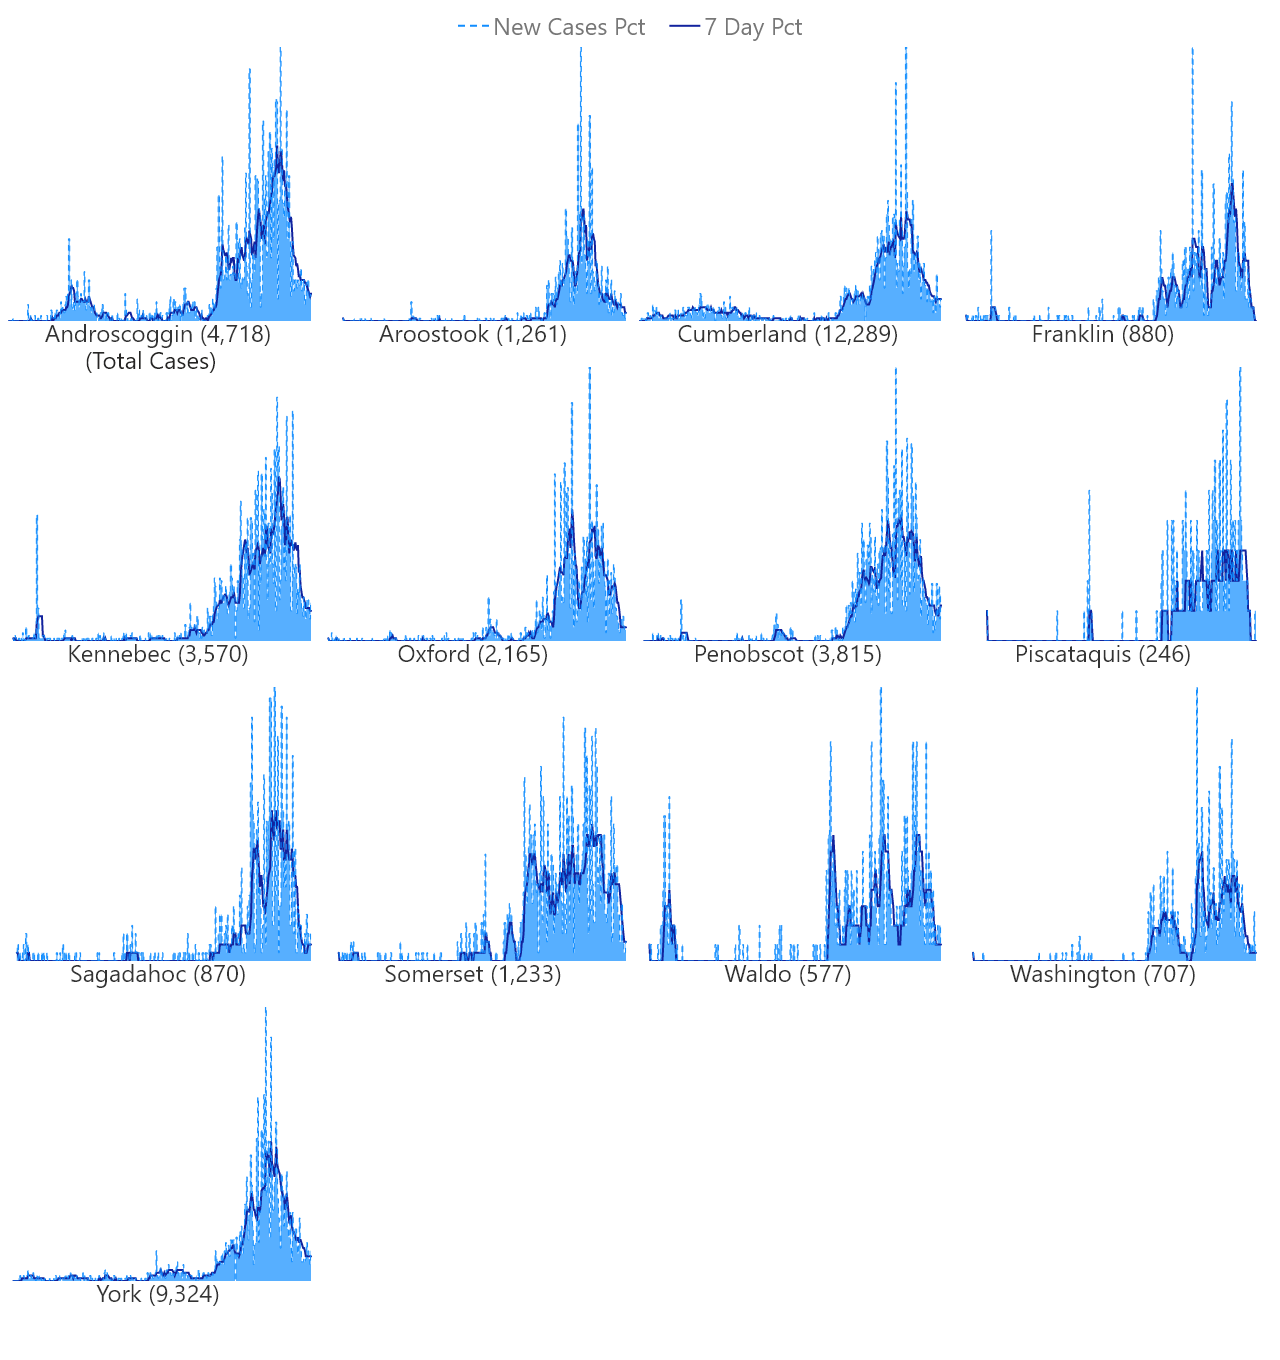 New Cases Pct 7 Day Pct
Androscoggin (4,718) Aroostook (1,261) Cumberland (12,289) Franklin (880)
(Total Cases)
Kennebec (3,570) Oxford (2,165) Penobscot (3,815) Piscataquis (246)
Sagadahoc (870) Somerset (1,233) Waldo (577) Washington (707)
York (9,324)